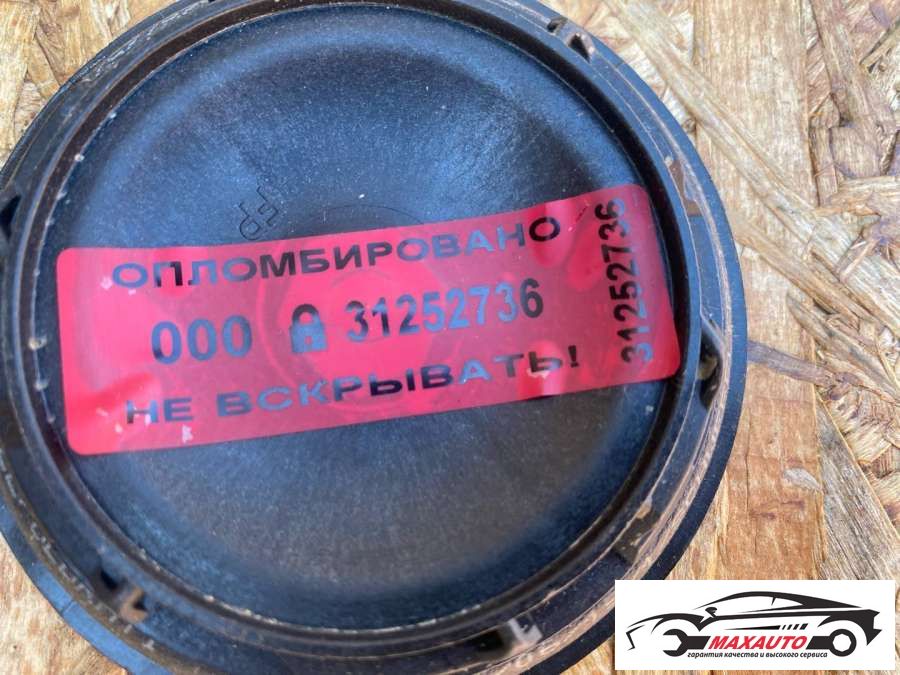 ОПЛОМБИРОВАНО
000 31252736
НЕ ВСКРЫВАТЬ!
31252736
MAXAUTO
гарантия качества и высокого сервиса